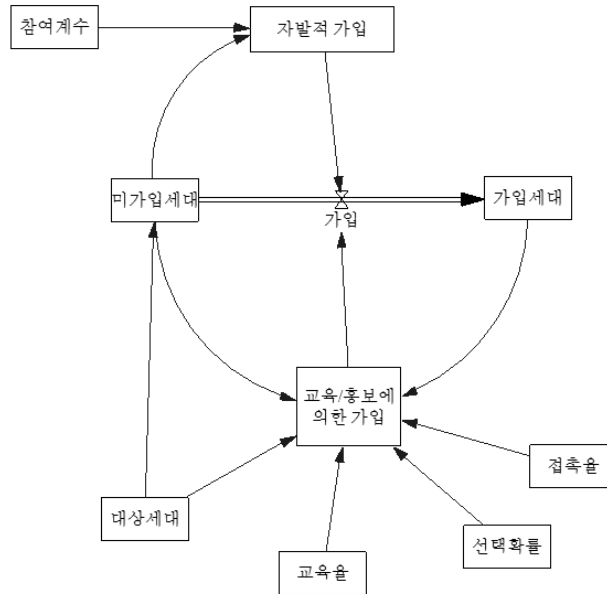 참여계수
자발적 가입
미가입세대
가입세대
가입
교육/홍보에
의한 가입
접촉율
대상세대
선택확률
교육율